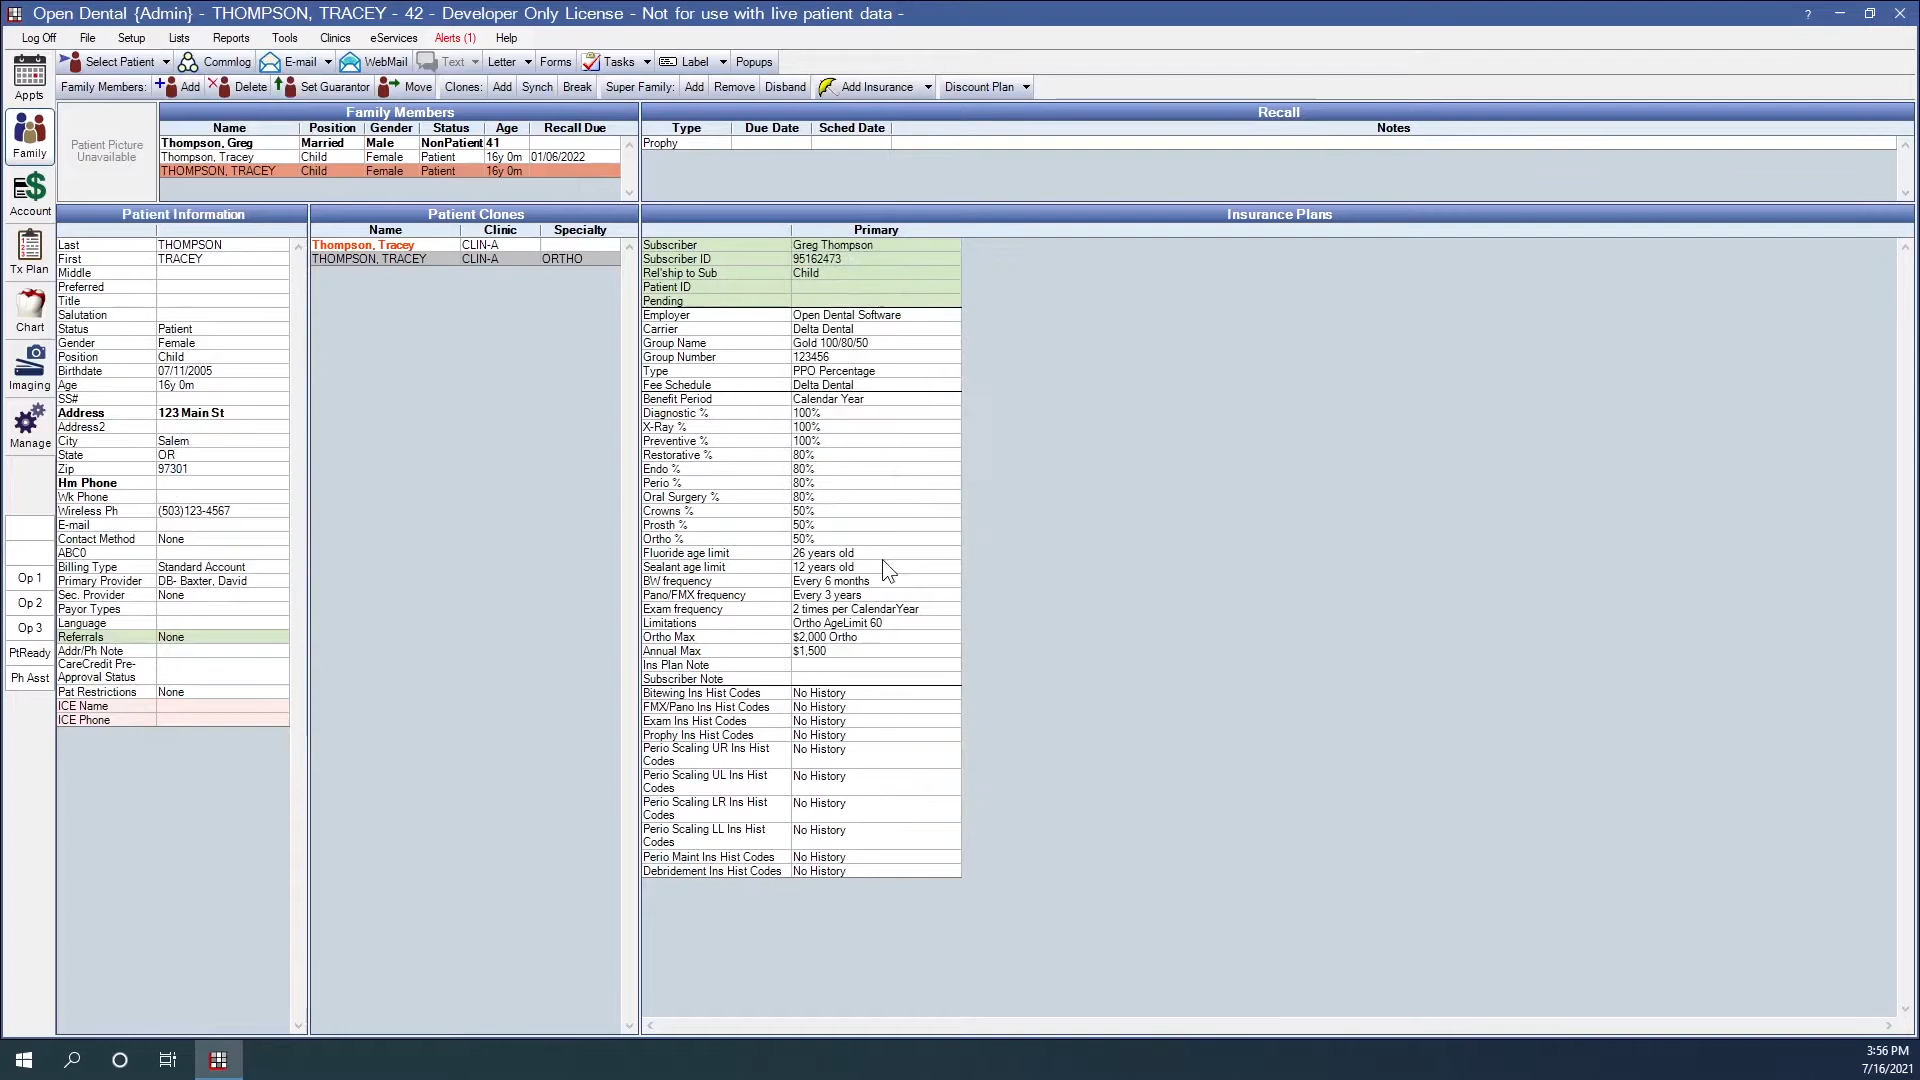 Open Dental {Admin} - THOMPSON, TRACEY - 42 - Developer Only License - Not for use with live patient data -
Log Off File Setup Lists Reports Tools Clinics eServices Alerts (1) Help
Select Patient Commlog E-mail WebMail Text Letter Forms Tasks Label Popups
Family Members: Add Delete Set Guarantor Move Clones: Add Synch Break Super Family: Add Remove Disband Add Insurance Discount Plan
Appts
Family
Account
Tx Plan
Chart
Imaging
Manage
Op 1
Op 2
Op 3
PtReady
Ph Asst
Patient Picture
Unavailable
Family Members
Name Position Gender Status Age Recall Due
Thompson, Greg Married Male NonPatient 41
Thompson, Tracey Child Female Patient 16y 0m 01/06/2022
THOMPSON, TRACEY Child Female Patient 16y 0m
Recall
Type Due Date Sched Date Notes
Prophy
Patient Information
Last THOMPSON
First TRACEY
Middle
Preferred
Title
Salutation
Status Patient
Gender Female
Position Child
Birthdate 07/11/2005
Age 16y 0m
SS#
Address 123 Main St
Address2
City Salem
State OR
Zip 97301
Hm Phone
Wk Phone
Wireless Ph (503)123-4567
E-mail
Contact Method None
ABC0
Billing Type Standard Account
Primary Provider DB- Baxter, David
Sec. Provider None
Payor Types
Language
Referrals None
Addr/Ph Note
CareCredit Pre-
Approval Status
Pat Restrictions None
ICE Name
ICE Phone
Patient Clones
Name Clinic Specialty
Thompson, Tracey CLIN-A
THOMPSON, TRACEY CLIN-A ORTHO
Insurance Plans
Primary
Subscriber Greg Thompson
Subscriber ID 95162473
Rel'ship to Sub Child
Patient ID
Pending
Employer Open Dental Software
Carrier Delta Dental
Group Name Gold 100/80/50
Group Number 123456
Type PPO Percentage
Fee Schedule Delta Dental
Benefit Period Calendar Year
Diagnostic % 100%
X-Ray % 100%
Preventive % 100%
Restorative % 80%
Endo % 80%
Perio % 80%
Oral Surgery % 80%
Crowns % 50%
Prosth % 50%
Ortho % 50%
Fluoride age limit 26 years old
Sealant age limit 12 years old
BW frequency Every 6 months
Pano/FMX frequency Every 3 years
Exam frequency 2 times per CalendarYear
Limitations Ortho AgeLimit 60
Ortho Max $2,000 Ortho
Annual Max $1,500
Ins Plan Note
Subscriber Note
Bitewing Ins Hist Codes No History
FMX/Pano Ins Hist Codes No History
Exam Ins Hist Codes No History
Prophy Ins Hist Codes No History
Perio Scaling UR Ins Hist No History
Codes
Perio Scaling UL Ins Hist No History
Codes
Perio Scaling LR Ins Hist No History
Codes
Perio Scaling LL Ins Hist No History
Codes
Perio Maint Ins Hist Codes No History
Debridement Ins Hist Codes No History
3:56 PM
7/16/2021